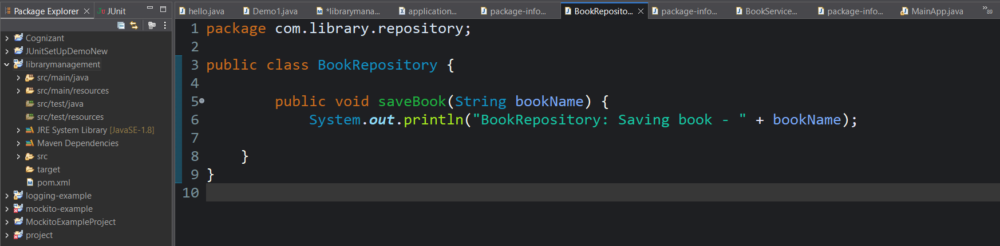 Package Explorer JUnit
hello.java Demo1.java *librarymana... application... package-info... BookReposito... package-info... BookService... package-info... MainApp.java 89
Cognizant
JUnitSetUpDemoNew
librarymanagement
src/main/java
src/main/resources
src/test/java
src/test/resources
JRE System Library [JavaSE-1.8]
Maven Dependencies
src
target
pom.xml
logging-example
mockito-example
MockitoExampleProject
project
1 package com.library.repository;
2
3 public class BookRepository {
4
5 public void saveBook(String bookName) {
6 System.out.println("BookRepository: Saving book - " + bookName);
7
8 }
9 }
10